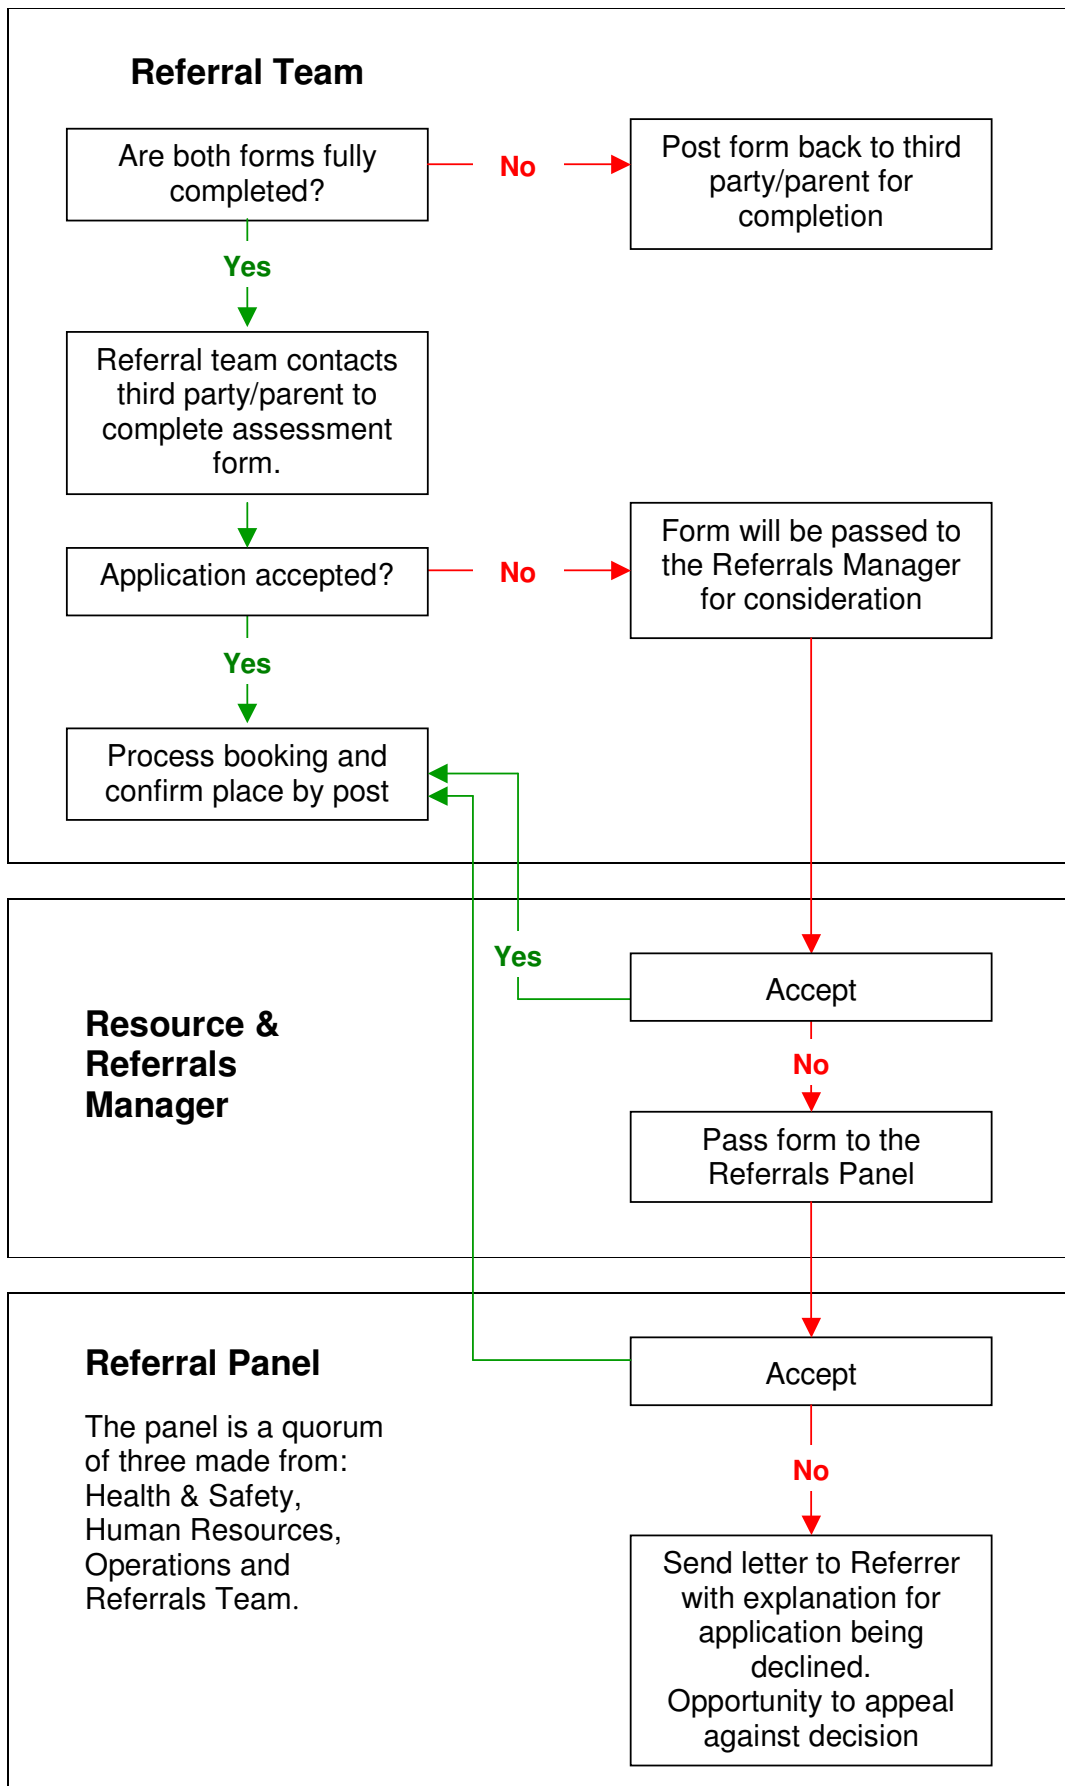 Referral Team
Are both forms fully
completed?
No
Post form back to third
party/parent for
completion
Yes
Referral team contacts
third party/parent to
complete assessment
form.
Application accepted?
No
Form will be passed to
the Referrals Manager
for consideration
Yes
Process booking and
confirm place by post
Resource &
Referrals
Manager
Yes
Accept
No
Pass form to the
Referrals Panel
Referral Panel
The panel is a quorum
of three made from:
Health & Safety,
Human Resources,
Operations and
Referrals Team.
Accept
No
Send letter to Referrer
with explanation for
application being
declined.
Opportunity to appeal
against decision